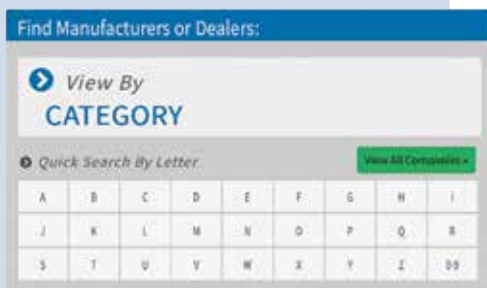 Find Manufacturers or Dealers:
View By
CATEGORY
Quick Search By Letter
View All Companies »
A B C D E F G H I
J K L M N O P Q R
S T U V W X Y Z 0-9